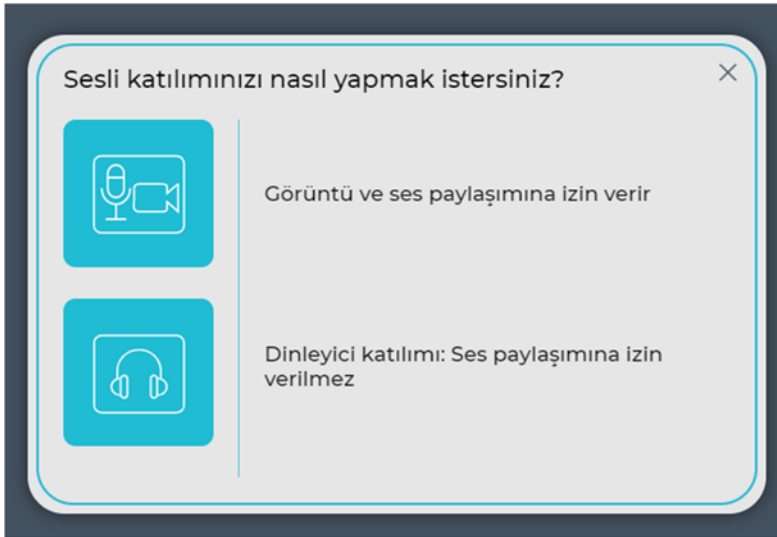 Sesli katılımınızı nasıl yapmak istersiniz?
Görüntü ve ses paylaşımına izin verir
Dinleyici katılımı: Ses paylaşımına izin
verilmez